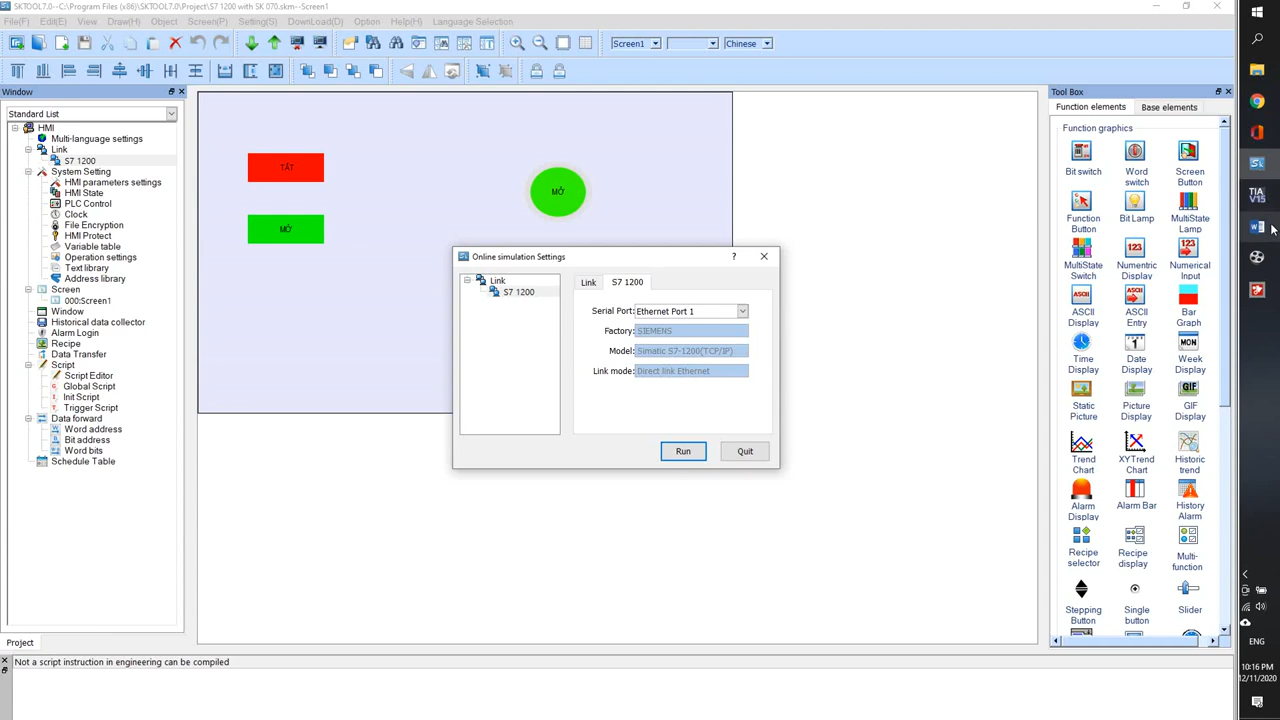 SKTOOL7.0--C:\Program Files (x86)\SKTOOL7.0\Project\S7 1200 with SK 070.skm--Screen1
File(F) Edit(E) View Draw(H) Object Screen(P) Setting(S) DownLoad(D) Option Help(H) Language Selection
Screen1 Chinese
Window
Standard List
HMI
Multi-language settings
Link
S7 1200
System Setting
HMI parameters settings
HMI State
PLC Control
Clock
File Encryption
HMI Protect
Variable table
Operation settings
Text library
Address library
Screen
000:Screen1
Window
Historical data collector
Alarm Login
Recipe
Data Transfer
Script
Script Editor
Global Script
Init Script
Trigger Script
Data forward
Word address
Bit address
Word bits
Schedule Table
Project
Not a script instruction in engineering can be compiled
TẮT
MỞ
MỞ
Online simulation Settings
?
Link
S7 1200
Link S7 1200
Serial Port: Ethernet Port 1
Factory: SIEMENS
Model: Simatic S7-1200(TCP/IP)
Link mode: Direct link Ethernet
Run Quit
Tool Box
Function elements Base elements
Function graphics
Bit switch
Word switch
Screen Button
Function Button
Bit Lamp
MultiState Lamp
MultiState Switch
Numeric Display
Numerical Input
ASCII Display
ASCII Entry
Bar Graph
Time Display
Date Display
Week Display
Static Picture
Picture Display
GIF Display
Trend Chart
XYTrend Chart
Historic trend
Alarm Display
Alarm Bar
History Alarm
Recipe selector
Recipe display
Multi-function
Stepping Button
Single button
Slider
TIA V15
ENG
10:16 PM
12/11/2020